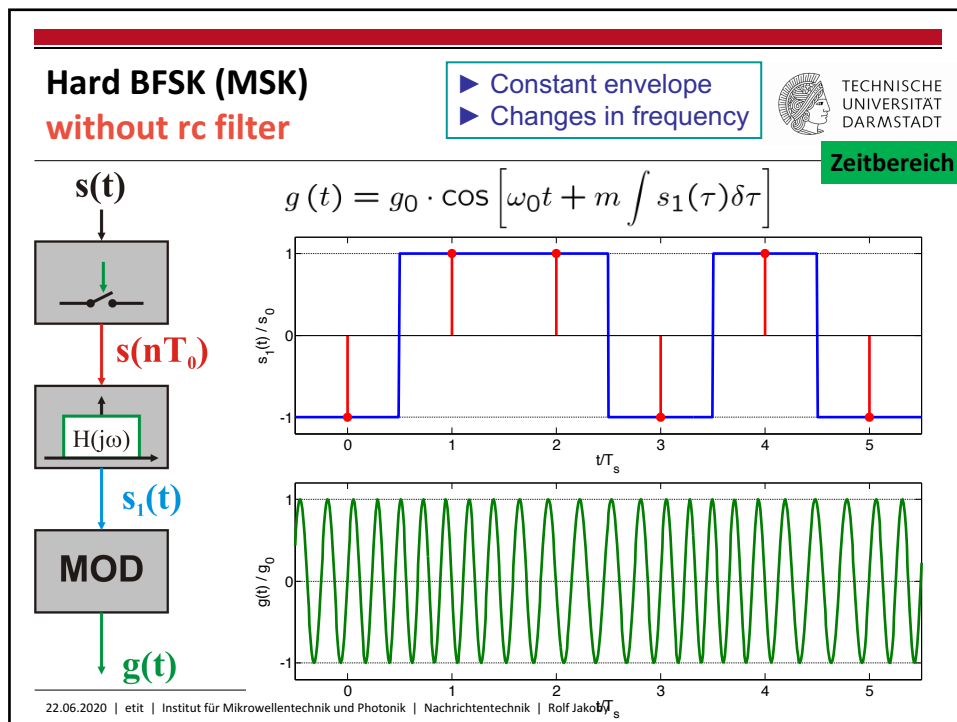 Hard BFSK (MSK)
without rc filter
► Constant envelope
► Changes in frequency
TECHNISCHE
UNIVERSITÄT
DARMSTADT
Zeitbereich
s(t)
g (t) = g₀ · cos [ω₀t + m ∫ s₁(τ)δτ]
s(nT₀)
H(jω)
s₁(t)
MOD
g(t)
s₁(t) / s₀
1
0
-1
0 1 2 3 4 5
t/Tₛ
g(t) / g₀
1
0
-1
0 1 2 3 4 5
t/Tₛ
22.06.2020 | etit | Institut für Mikrowellentechnik und Photonik | Nachrichtentechnik | Rolf Jakoby